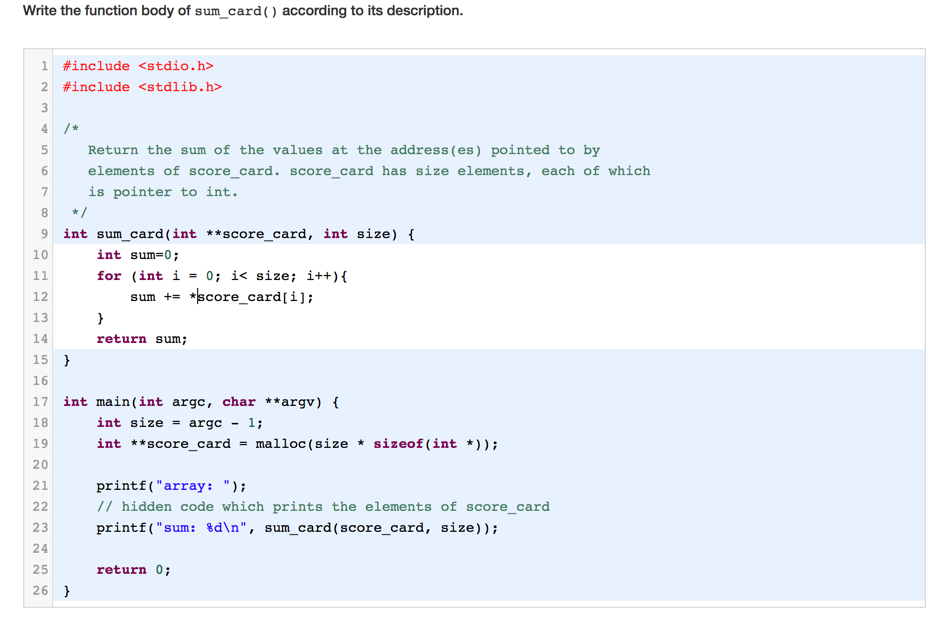 Write the function body of sum_card() according to its description.
1 #include <stdio.h>
2 #include <stdlib.h>
3
4 /*
5    Return the sum of the values at the address(es) pointed to by
6    elements of score_card. score_card has size elements, each of which
7    is pointer to int.
8  */
9 int sum_card(int **score_card, int size) {
10     int sum=0;
11     for (int i = 0; i< size; i++){
12         sum += *score_card[i];
13     }
14     return sum;
15 }
16
17 int main(int argc, char **argv) {
18     int size = argc - 1;
19     int **score_card = malloc(size * sizeof(int *));
20
21     printf("array: ");
22     // hidden code which prints the elements of score_card
23     printf("sum: %d\n", sum_card(score_card, size));
24
25     return 0;
26 }